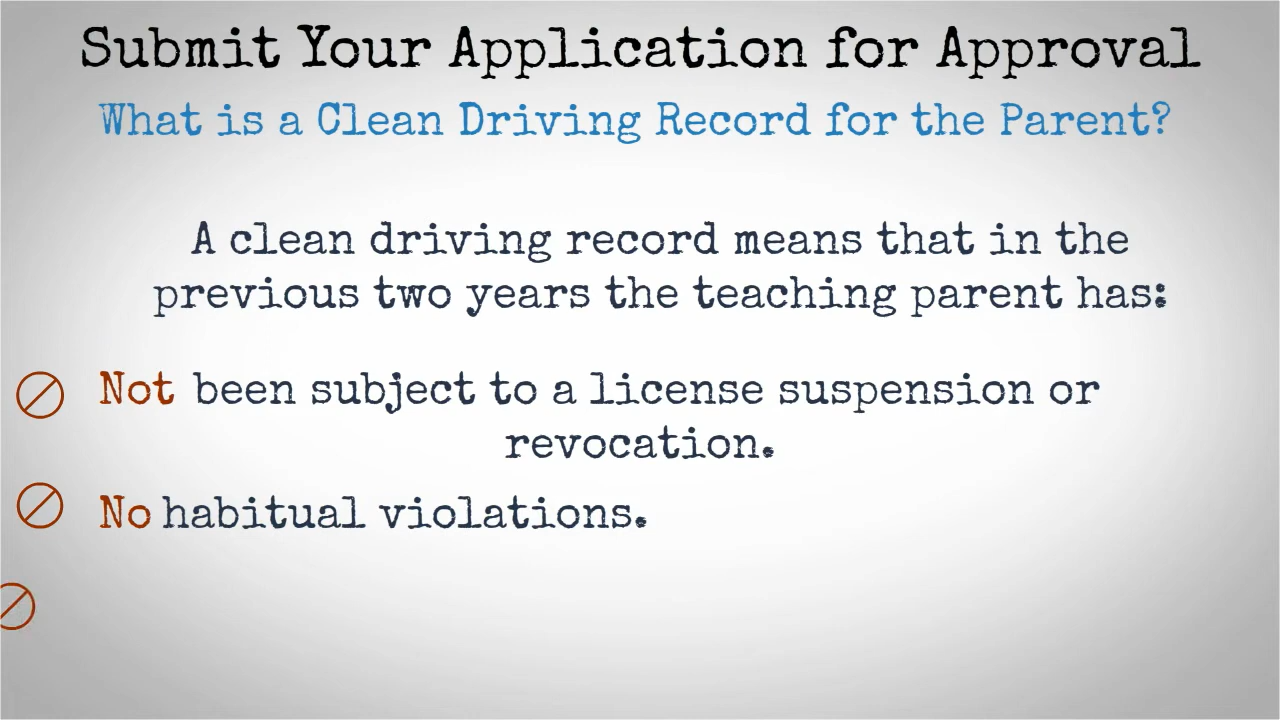 Submit Your Application for Approval
What is a Clean Driving Record for the Parent?
A clean driving record means that in the
previous two years the teaching parent has:
Not been subject to a license suspension or
revocation.
No habitual violations.